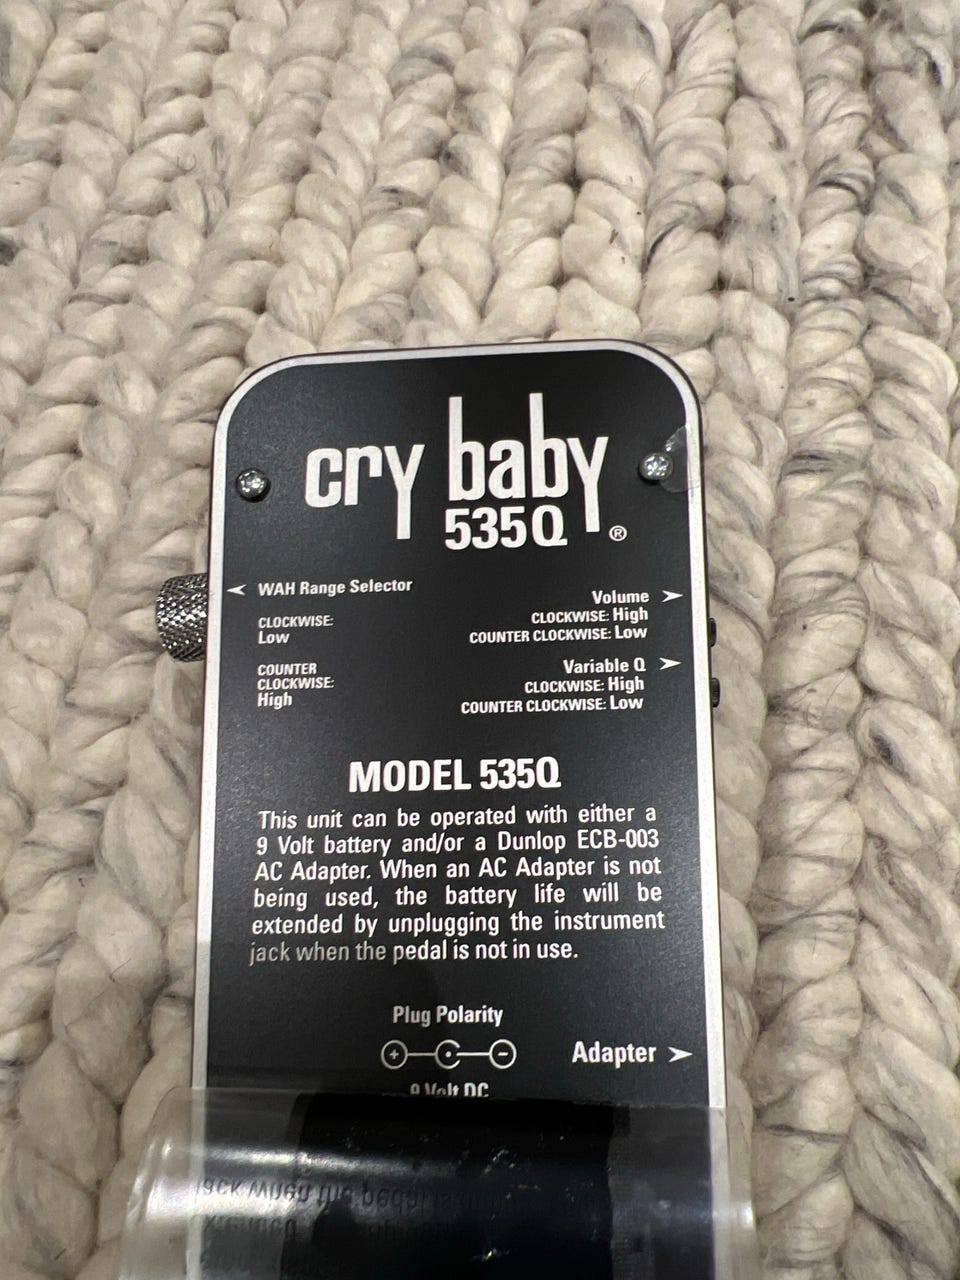 cry baby
535Q
®
WAH Range Selector
CLOCKWISE:
Low
COUNTER
CLOCKWISE:
High
Volume
CLOCKWISE: High
COUNTER CLOCKWISE: Low
Variable Q
CLOCKWISE: High
COUNTER CLOCKWISE: Low
MODEL 535Q
This unit can be operated with either a
9 Volt battery and/or a Dunlop ECB-003
AC Adapter. When an AC Adapter is not
being used, the battery life will be
extended by unplugging the instrument
jack when the pedal is not in use.
Plug Polarity
+ -
Adapter
9 Volt DC